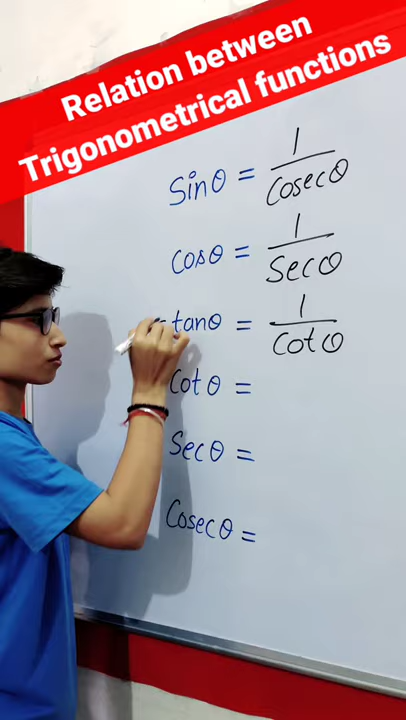 Relation between
Trigonometrical functions
Sinθ = 1/Cosecθ
cosθ = 1/Secθ
tanθ = 1/Cotθ
Cotθ =
Secθ =
Cosecθ =